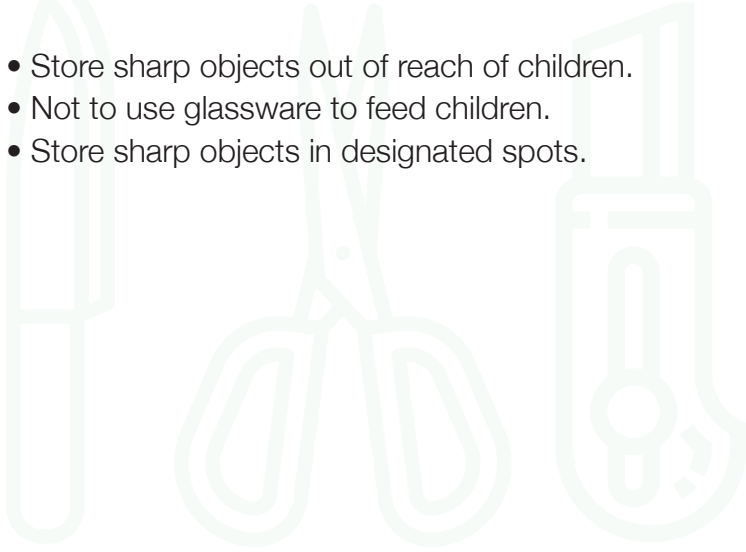 • Store sharp objects out of reach of children.
• Not to use glassware to feed children.
• Store sharp objects in designated spots.